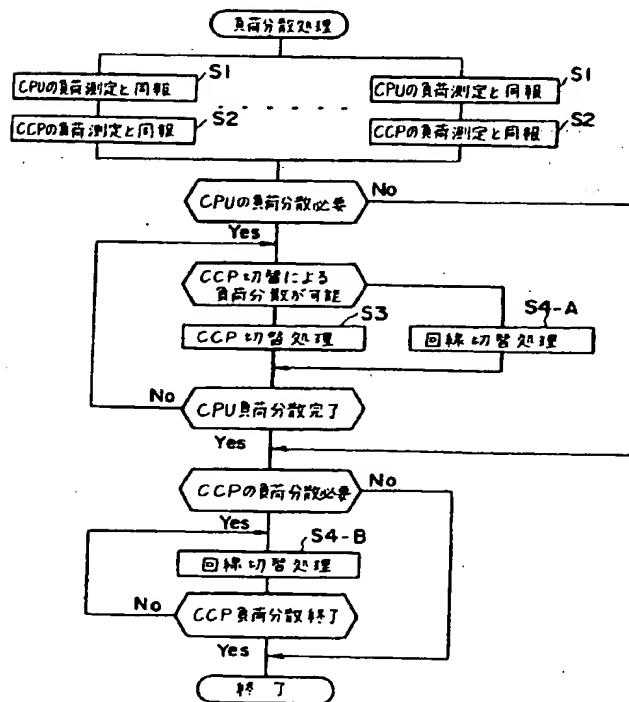 負荷分散処理
S1
CPUの負荷測定と同報
S1
CPUの負荷測定と同報
S2
CCPの負荷測定と同報
S2
CCPの負荷測定と同報
CPUの負荷分散必要
No
Yes
CCP切替による
負荷分散が可能
S3
CCP切替処理
S4-A
回線切替処理
No
CPU負荷分散完了
Yes
CCPの負荷分散必要
No
Yes
S4-B
回線切替処理
No
CCP負荷分散終了
Yes
終了